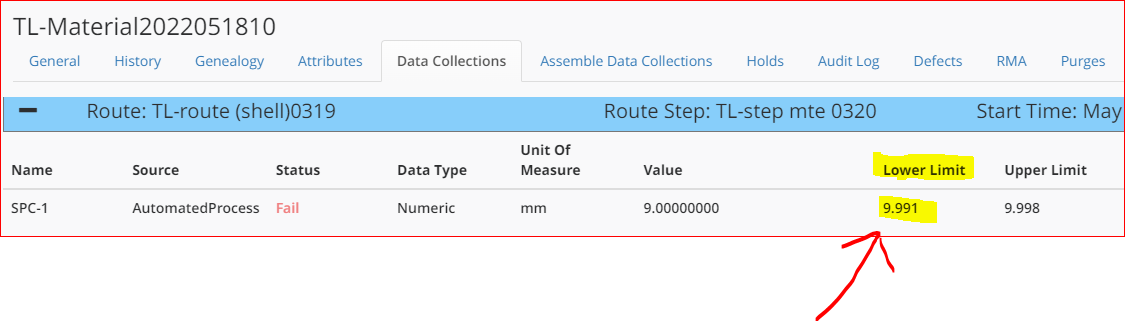 TL-Material2022051810
General History Genealogy Attributes Data Collections Assemble Data Collections Holds Audit Log Defects RMA Purges
Route: TL-route (shell)0319 Route Step: TL-step mte 0320 Start Time: May
Name Source Status Data Type Unit Of Measure Value Lower Limit Upper Limit
SPC-1 AutomatedProcess Fail Numeric mm 9.00000000 9.991 9.998